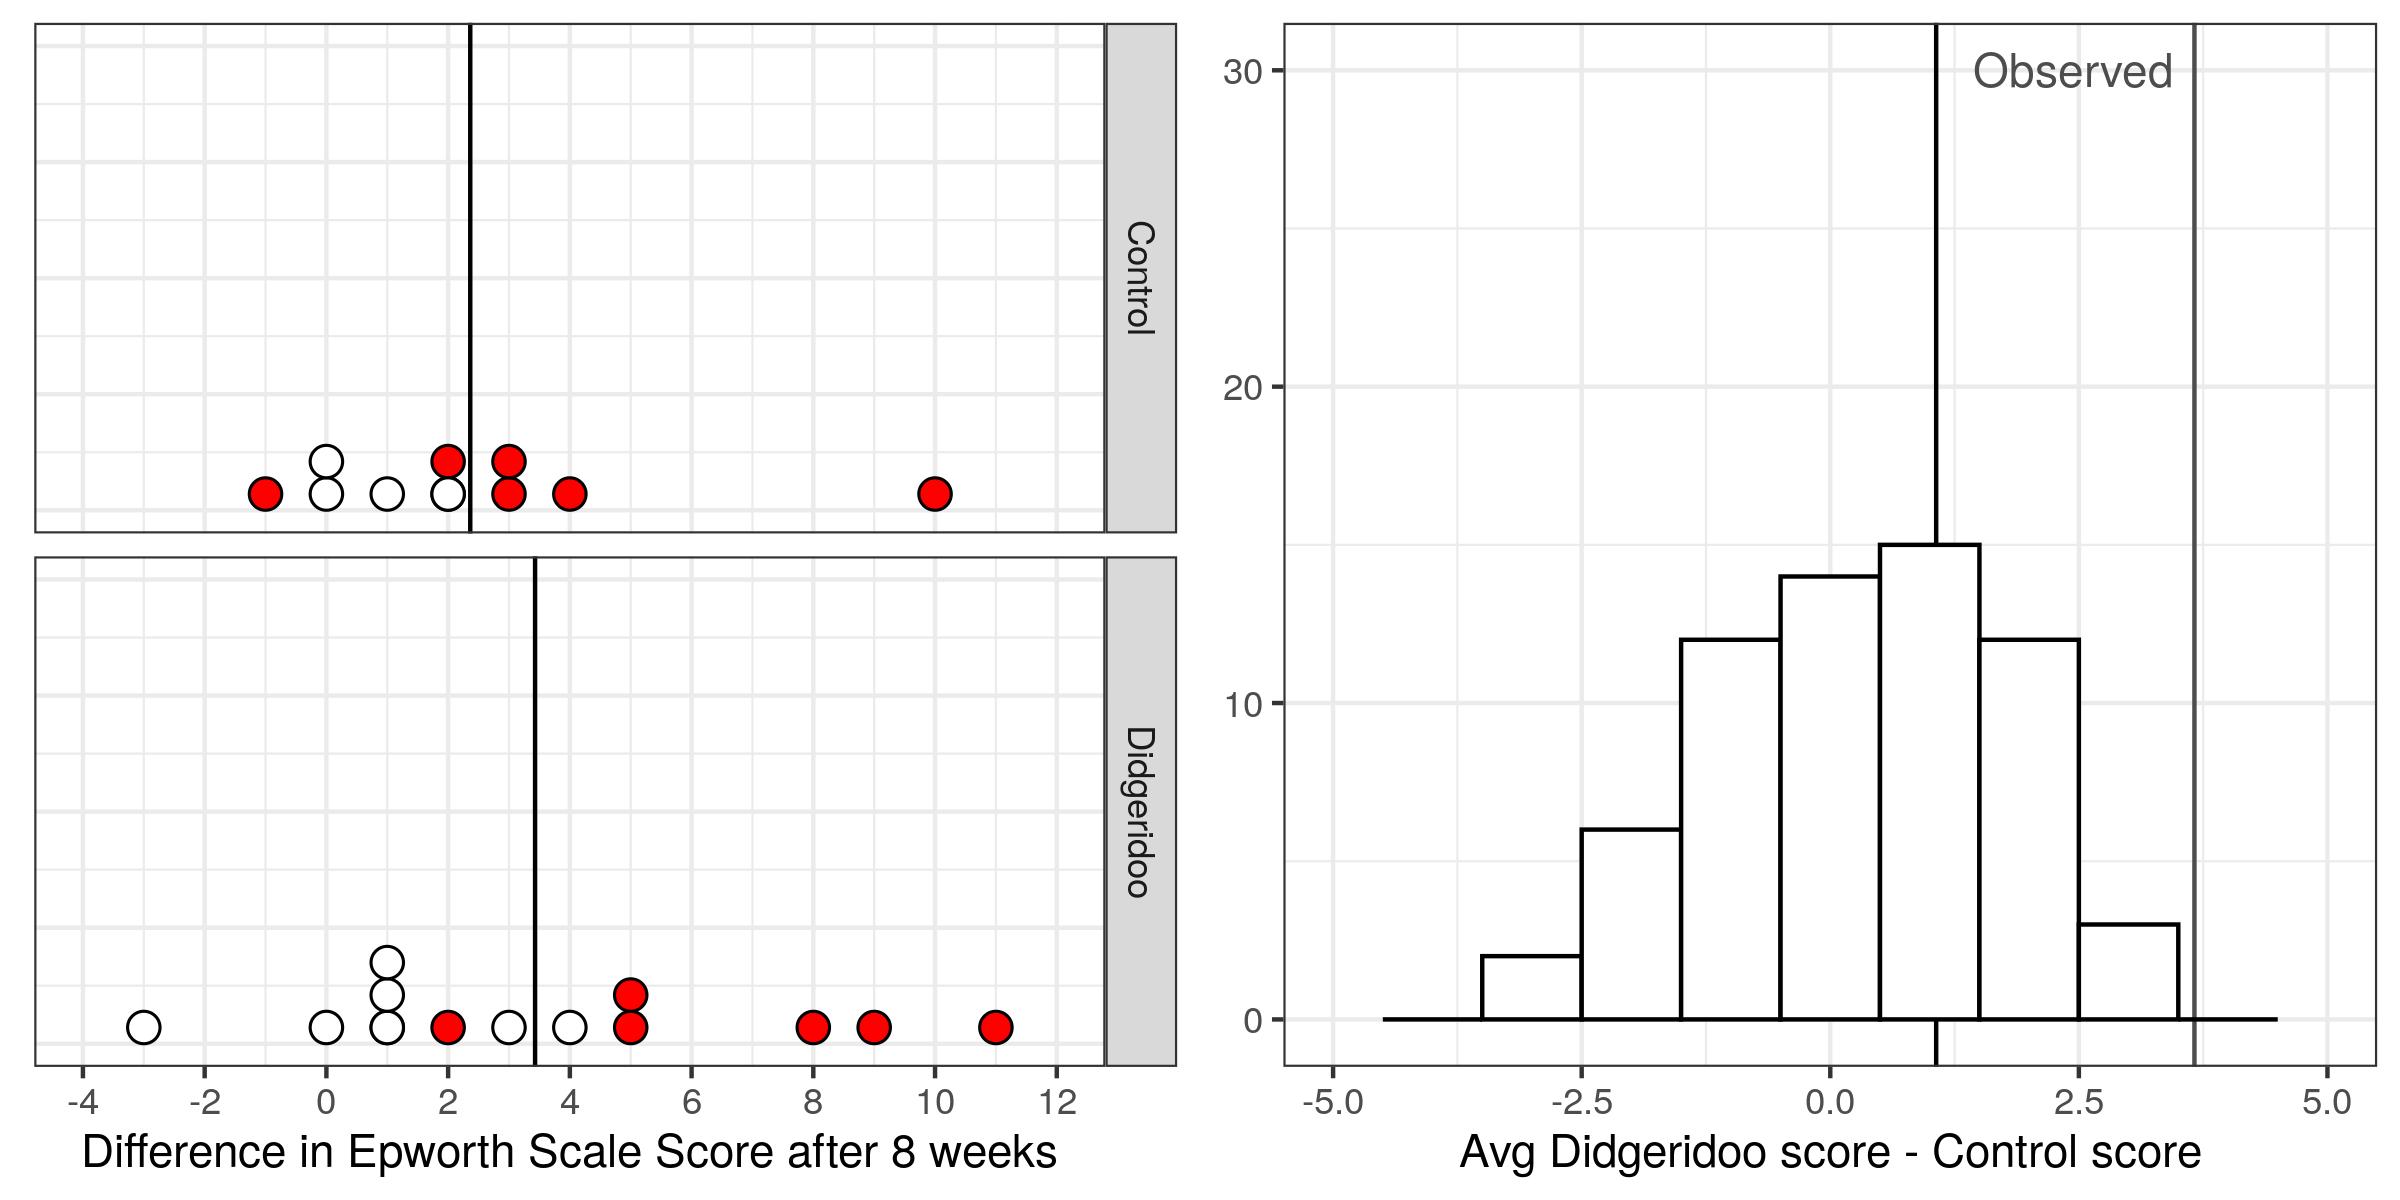 Control
Didgeridoo
-4 -2 0 2 4 6 8 10 12
Difference in Epworth Scale Score after 8 weeks
30
20
10
0
Observed
-5.0 -2.5 0.0 2.5 5.0
Avg Didgeridoo score - Control score